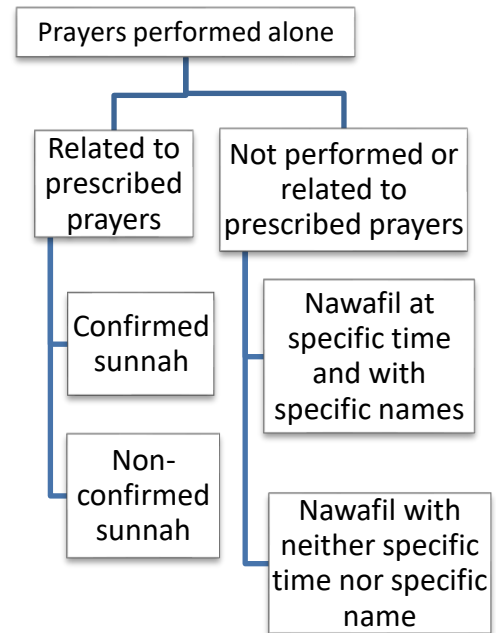 Prayers performed alone
Related to
prescribed
prayers
Confirmed
sunnah
Non-
confirmed
sunnah
Not performed or
related to
prescribed prayers
Nawafil at
specific time
and with
specific names
Nawafil with
neither specific
time nor specific
name